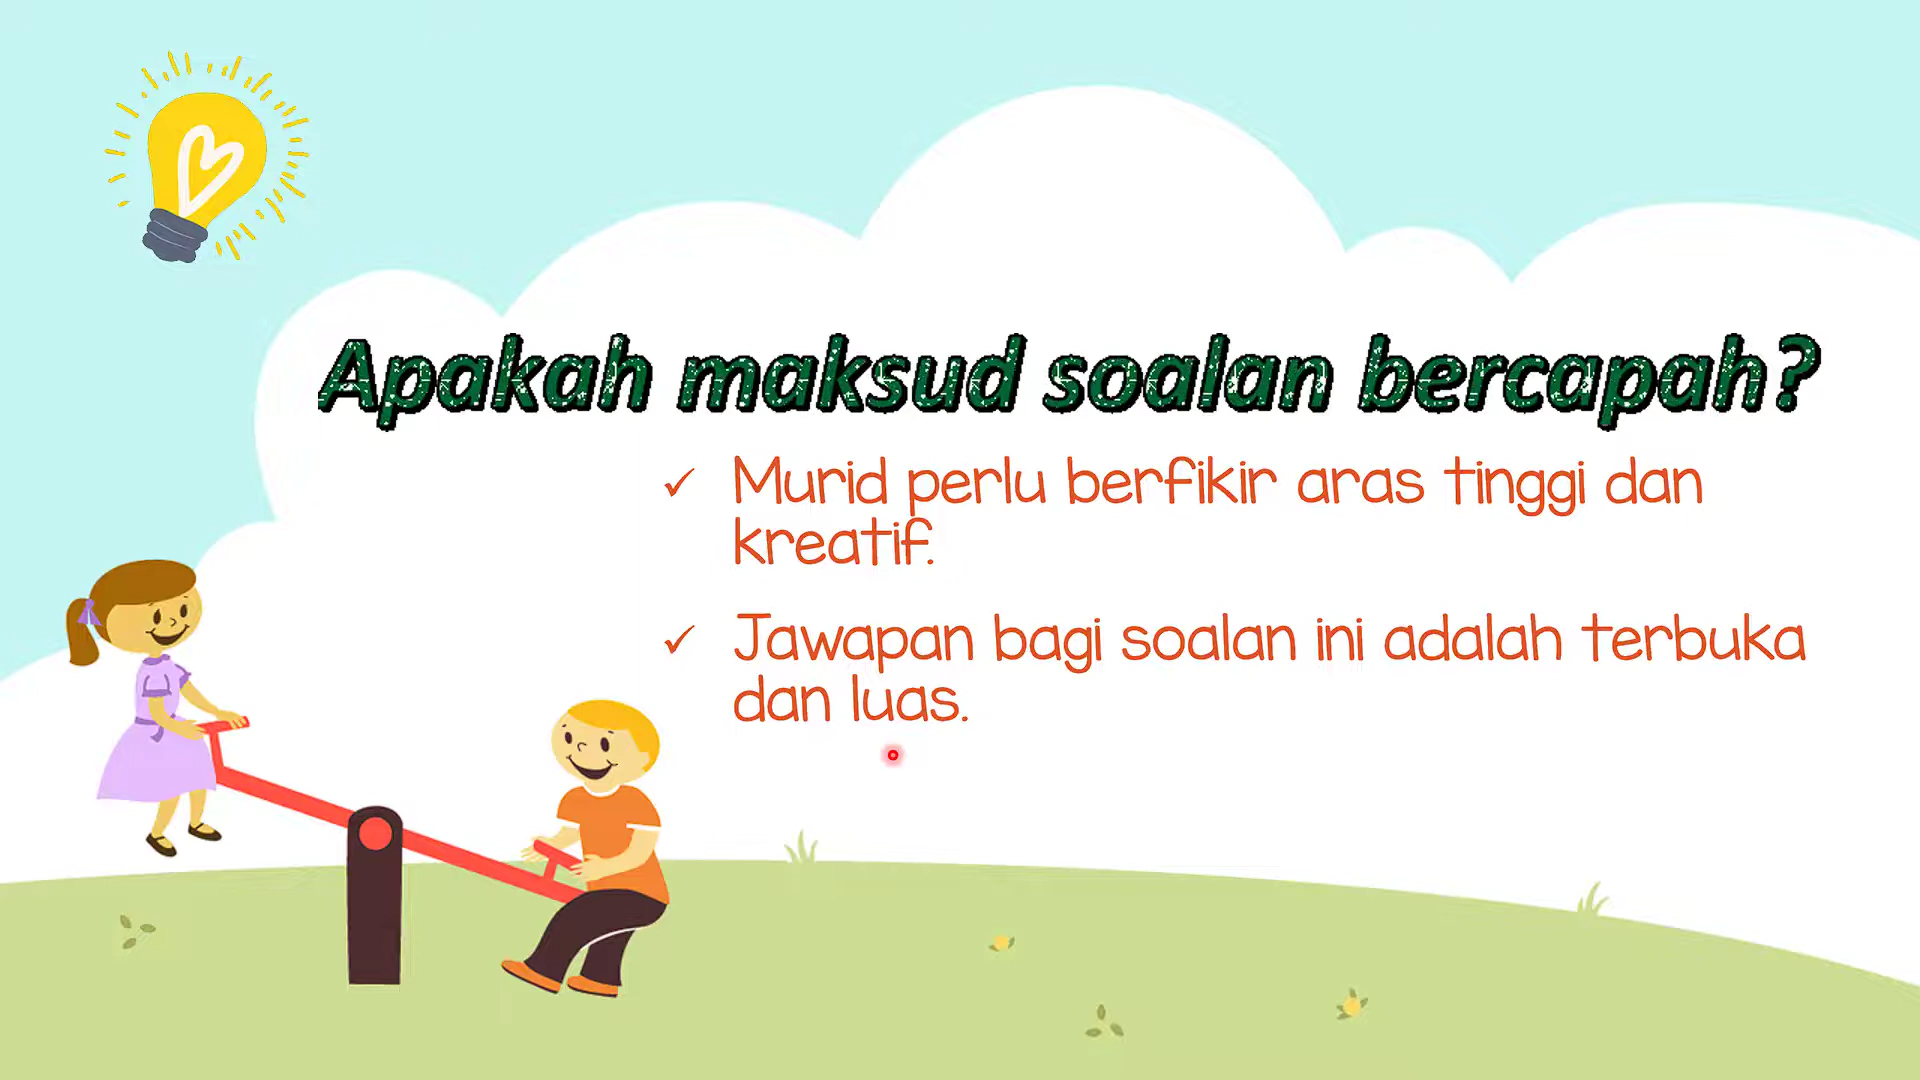 Apakah maksud soalan bercapah?
✓ Murid perlu berfikir aras tinggi dan
kreatif.
✓ Jawapan bagi soalan ini adalah terbuka
dan luas.